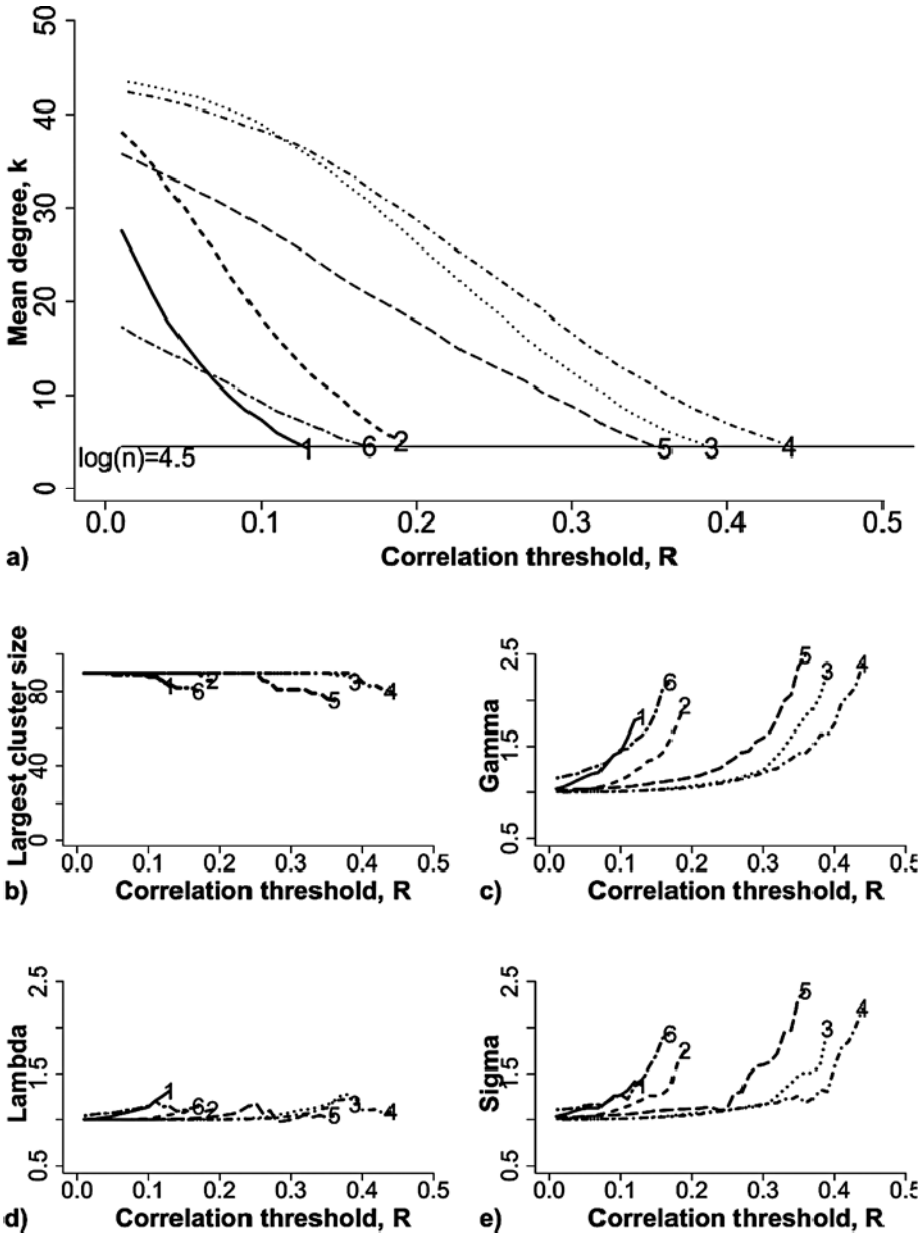 50
40
30
20
10
0
Mean degree, k
log(n)=4.5
1
6
2
5
3
4
0.0 0.1 0.2 0.3 0.4 0.5
Correlation threshold, R
a)
Largest cluster size
80
40
0
1
6
2
5
3
4
0.0 0.1 0.2 0.3 0.4 0.5
Correlation threshold, R
b)
Gamma
2.5
1.5
0.5
1
6
2
5
3
4
0.0 0.1 0.2 0.3 0.4 0.5
Correlation threshold, R
c)
Lambda
2.5
1.5
0.5
1
6
2
5
3
4
0.0 0.1 0.2 0.3 0.4 0.5
Correlation threshold, R
d)
Sigma
2.5
1.5
0.5
1
6
2
5
3
4
0.0 0.1 0.2 0.3 0.4 0.5
Correlation threshold, R
e)